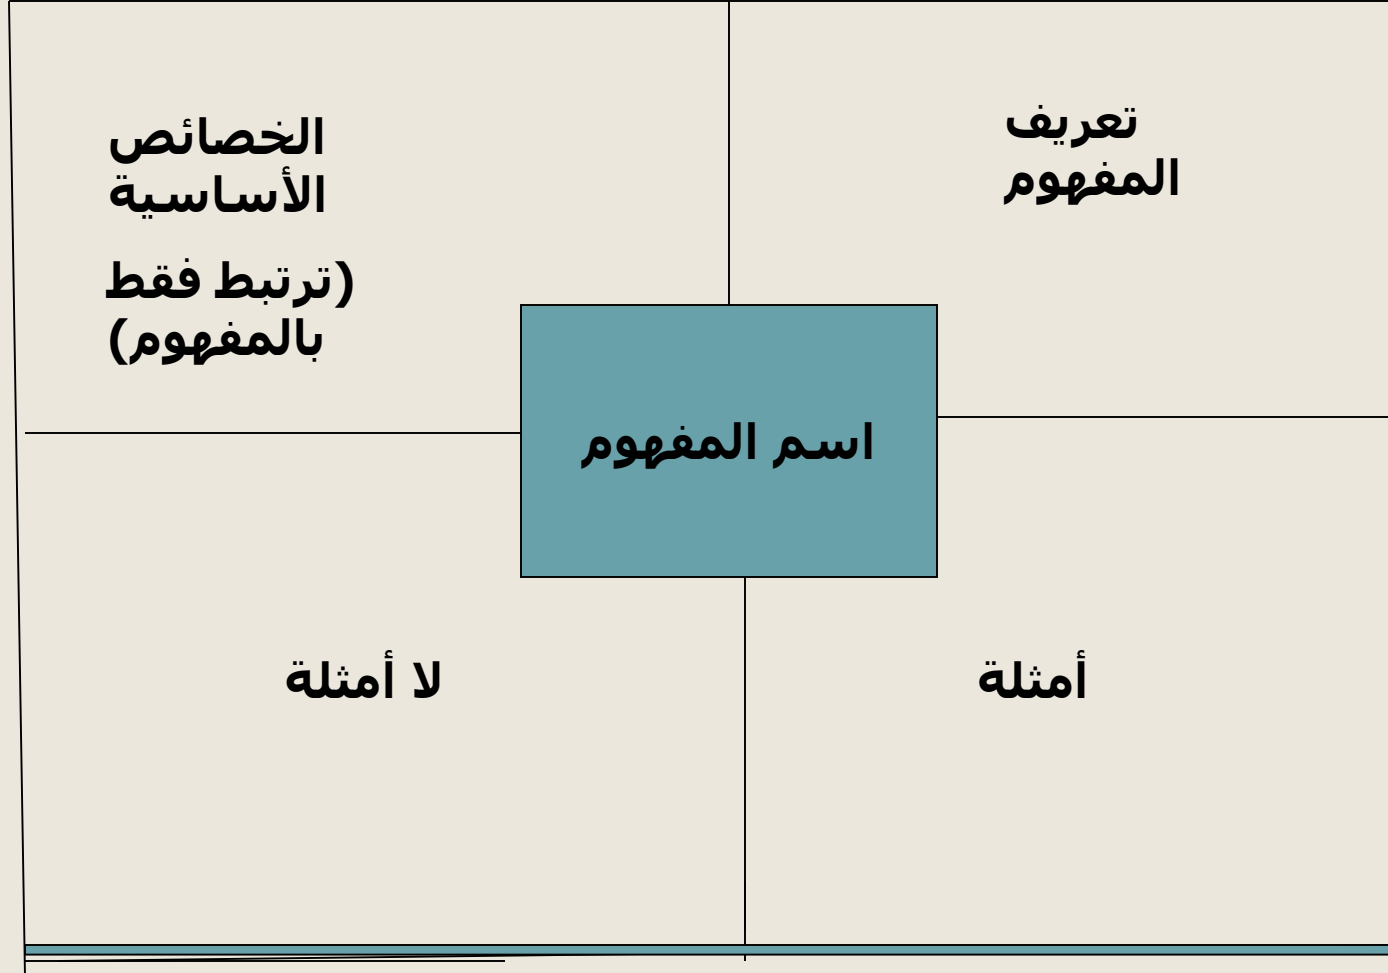 تعريف
المفهوم
الخصائص
الأساسية
(ترتبط فقط
بالمفهوم)
اسم المفهوم
أمثلة
لا أمثلة